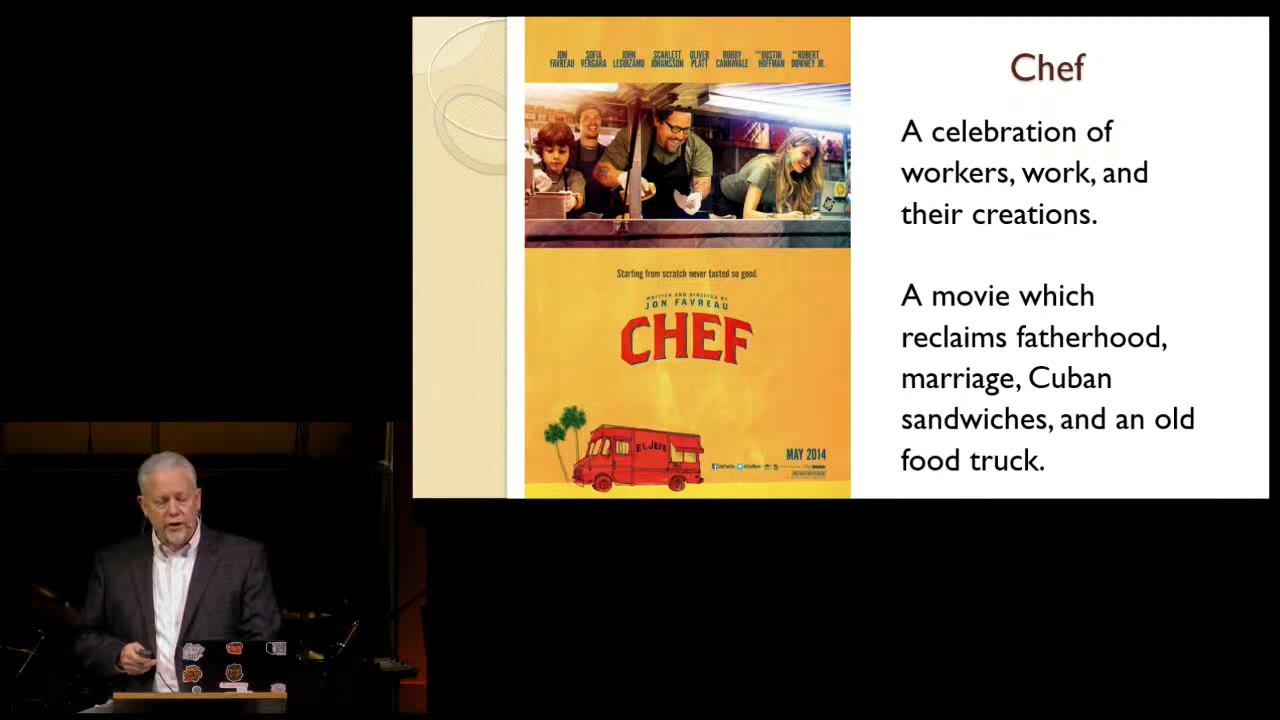 JON SOFIA JOHN SCARLETT OLIVER BOBBY DUSTIN ROBERT
FAVREAU VERGARA LEGUIZAMO JOHANSSON PLATT CANNAVALE HOFFMAN DOWNEY JR.
Starting from scratch never tasted so good.
WRITTEN AND DIRECTED BY
JON FAVREAU
CHEF
EL JEFE
MAY 2014
Chef
A celebration of
workers, work, and
their creations.
A movie which
reclaims fatherhood,
marriage, Cuban
sandwiches, and an old
food truck.